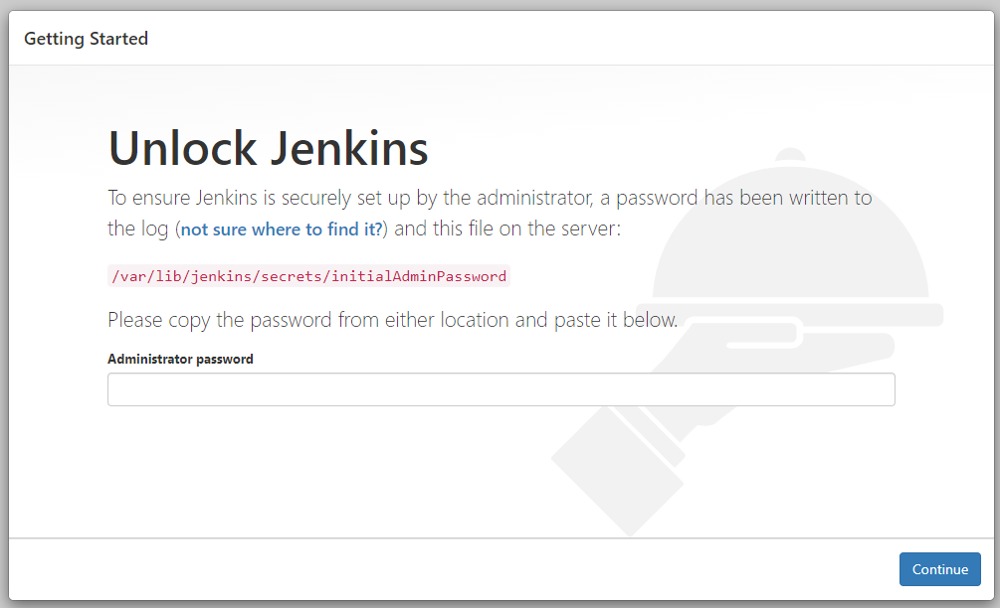 Getting Started
Unlock Jenkins
To ensure Jenkins is securely set up by the administrator, a password has been written to
the log (not sure where to find it?) and this file on the server:
/var/lib/jenkins/secrets/initialAdminPassword
Please copy the password from either location and paste it below.
Administrator password
Continue